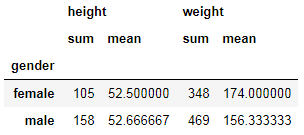 height weight
sum mean sum mean
gender
female 105 52.500000 348 174.000000
male 158 52.666667 469 156.333333